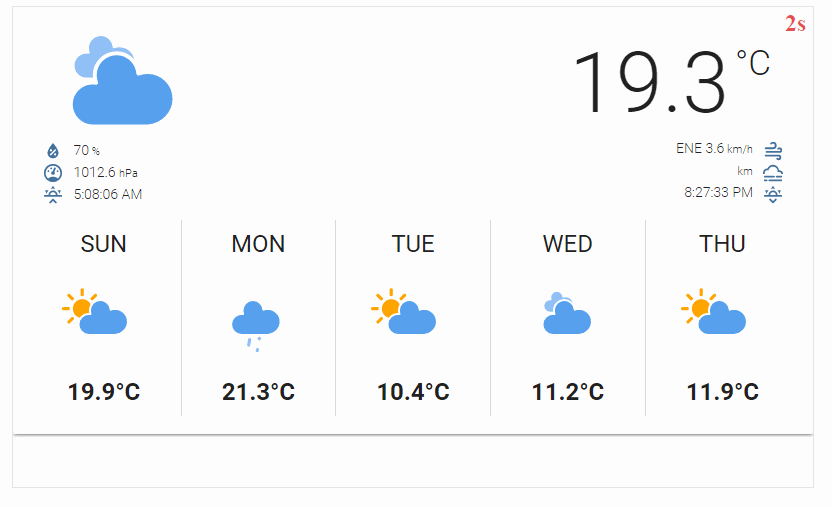 2s
19.3 °C
70 %
1012.6 hPa
5:08:06 AM
ENE 3.6 km/h
km
8:27:33 PM
SUN MON TUE WED THU
19.9°C 21.3°C 10.4°C 11.2°C 11.9°C